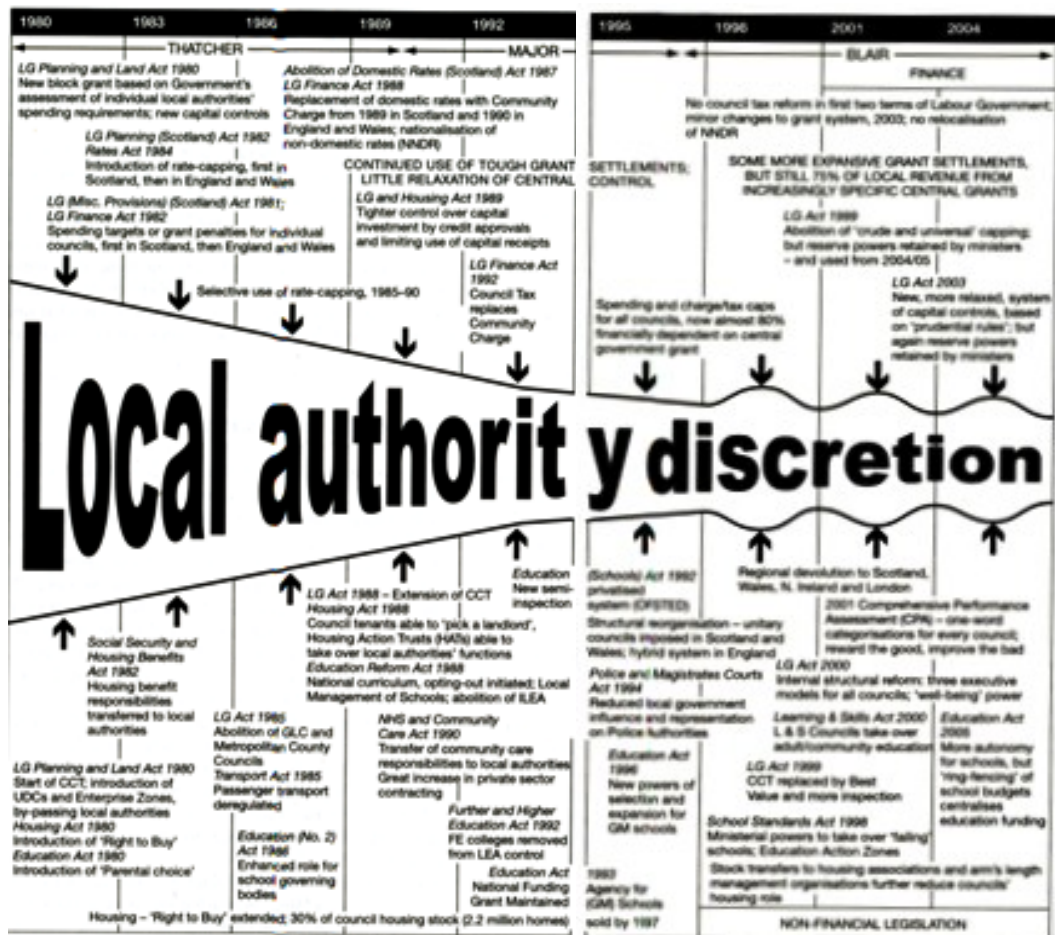 1980 1983 1986 1989 1992 1995 1998 2001 2004
THATCHER MAJOR BLAIR
FINANCE
LG Planning and Land Act 1980
New block grant based on Government's
assessment of individual local authorities'
spending requirements; new capital controls
Abolition of Domestic Rates (Scotland) Act 1987
LG Finance Act 1988
Replacement of domestic rates with Community
Charge from 1989 in Scotland and 1990 in
England and Wales; nationalisation of
non-domestic rates (NNDR)
No council tax reform in first two terms of Labour Government;
minor changes to grant system, 2003; no relocalisation
of NNDR
LG Planning (Scotland) Act 1982
Rates Act 1984
Introduction of rate-capping, first in
Scotland, then in England and Wales
CONTINUED USE OF TOUGH GRANT SETTLEMENTS;
LITTLE RELAXATION OF CENTRAL CONTROL
SOME MORE EXPANSIVE GRANT SETTLEMENTS,
BUT STILL 75% OF LOCAL REVENUE FROM
INCREASINGLY SPECIFIC CENTRAL GRANTS
LG (Misc. Provisions) (Scotland) Act 1981;
LG Finance Act 1982
Spending targets or grant penalties for individual
councils, first in Scotland, then England and Wales
LG and Housing Act 1989
Tighter control over capital
investment by credit approvals
and limiting use of capital receipts
LG Act 1999
Abolition of 'crude and universal' capping;
but reserve powers retained by ministers
– and used from 2004/05
Selective use of rate-capping, 1985–90
LG Finance Act
1992
Council Tax
replaces
Community
Charge
Spending and charge/tax caps
for all councils, now almost 80%
financially dependent on central
government grant
LG Act 2003
New, more relaxed, system
of capital controls, based
on 'prudential rules'; but
again reserve powers
retained by ministers
Local authority discretion
Social Security and
Housing Benefits
Act 1982
Housing benefit
responsibilities
transferred to local
authorities
LG Act 1988 – Extension of CCT
Housing Act 1988
Council tenants able to 'pick a landlord',
Housing Action Trusts (HATs) able to
take over local authorities' functions
Education Reform Act 1988
National curriculum, opting-out initiated; Local
Management of Schools; abolition of ILEA
Education (Schools) Act 1992
New semi-privatised
inspection system (OFSTED)
Structural reorganisation – unitary
councils imposed in Scotland and
Wales; hybrid system in England
Regional devolution to Scotland,
Wales, N. Ireland and London
2001 Comprehensive Performance
Assessment (CPA) – one-word
categorisations for every council;
reward the good, improve the bad
Police and Magistrates Courts
Act 1994
Reduced local government
influence and representation
on Police Authorities
LG Act 2000
Internal structural reform: three executive
models for all councils; 'well-being' power
LG Act 1985
Abolition of GLC and
Metropolitan County
Councils
Transport Act 1985
Passenger transport
deregulated
NHS and Community
Care Act 1990
Transfer of community care
responsibilities to local authorities
Great increase in private sector
contracting
Learning & Skills Act 2000
L & S Councils take over
adult/community education
Education Act
2005
More autonomy
for schools, but
'ring-fencing' of
school budgets
centralises
education funding
LG Planning and Land Act 1980
Start of CCT; introduction of
UDCs and Enterprise Zones,
by-passing local authorities
Housing Act 1980
Introduction of 'Right to Buy'
Education Act 1980
Introduction of 'Parental choice'
Education Act
1996
New powers of
selection and
expansion for
GM schools
LG Act 1999
CCT replaced by Best
Value and more inspection
Education (No. 2)
Act 1986
Enhanced role for
school governing
bodies
Further and Higher
Education Act 1992
FE colleges removed
from LEA control
School Standards Act 1998
Ministerial powers to take over 'failing'
schools; Education Action Zones
Education Act 1993
National Funding Agency for
Grant Maintained (GM) Schools
Stock transfers to housing associations and arm's length
management organisations further reduce councils'
housing role
Housing – 'Right to Buy' extended; 30% of council housing stock (2.2 million homes) sold by 1997
NON-FINANCIAL LEGISLATION